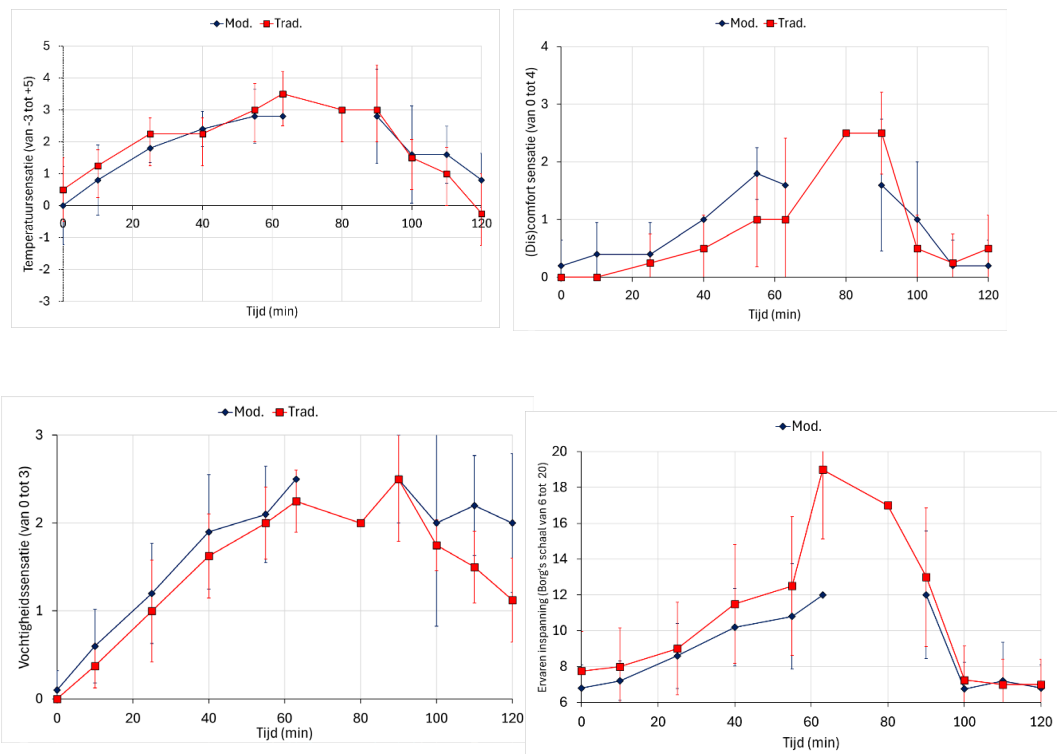 Mod. Trad.
Temperatuursensatie (van -3 tot +5)
5
4
3
2
1
0
-1
-2
-3
0 20 40 60 80 100 120
Tijd (min)
Mod. Trad.
(Dis)comfort sensatie (van 0 tot 4)
4
3
2
1
0
0 20 40 60 80 100 120
Tijd (min)
Mod. Trad.
Vochtigheidssensatie (van 0 tot 3)
3
2
1
0
0 20 40 60 80 100 120
Tijd (min)
Mod.
Ervaren inspanning (Borg's schaal van 6 tot 20)
20
18
16
14
12
10
8
6
0 20 40 60 80 100 120
Tijd (min)